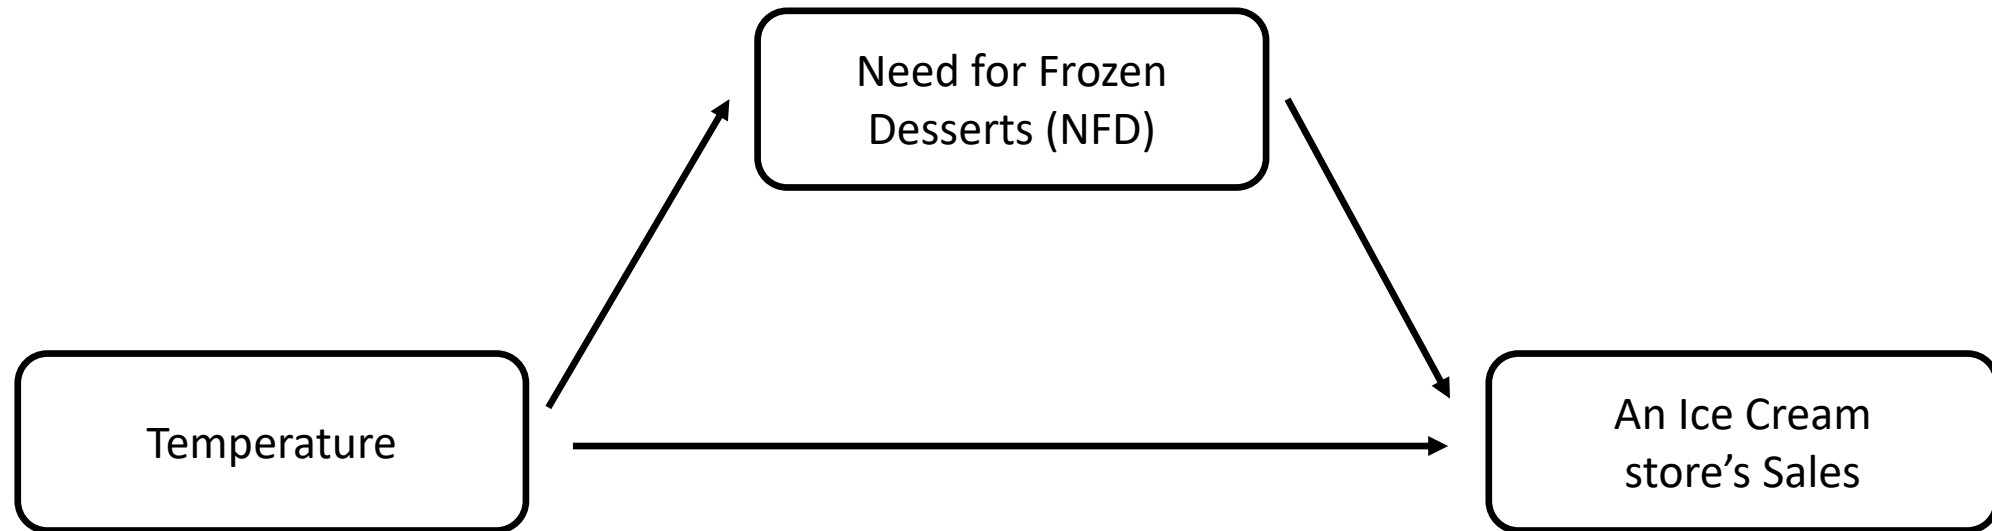 Need for Frozen
Desserts (NFD)
Temperature
An Ice Cream
store’s Sales